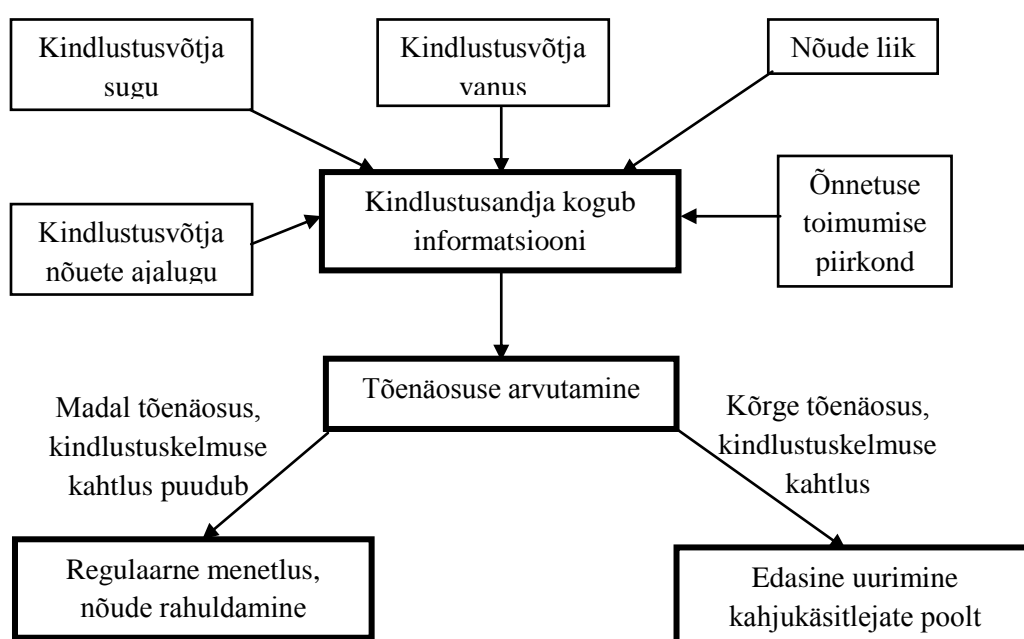 Kindlustusvõtja
sugu
Kindlustusvõtja
vanus
Nõude liik
Kindlustusvõtja
nõuete ajalugu
Kindlustusandja kogub
informatsiooni
Õnnetuse
toimumise
piirkond
Tõenäosuse arvutamine
Madal tõenäosus,
kindlustuskelmuse
kahtlus puudub
Kõrge tõenäosus,
kindlustuskelmuse
kahtlus
Regulaarne menetlus,
nõude rahuldamine
Edasine uurimine
kahjukäsitlejate poolt